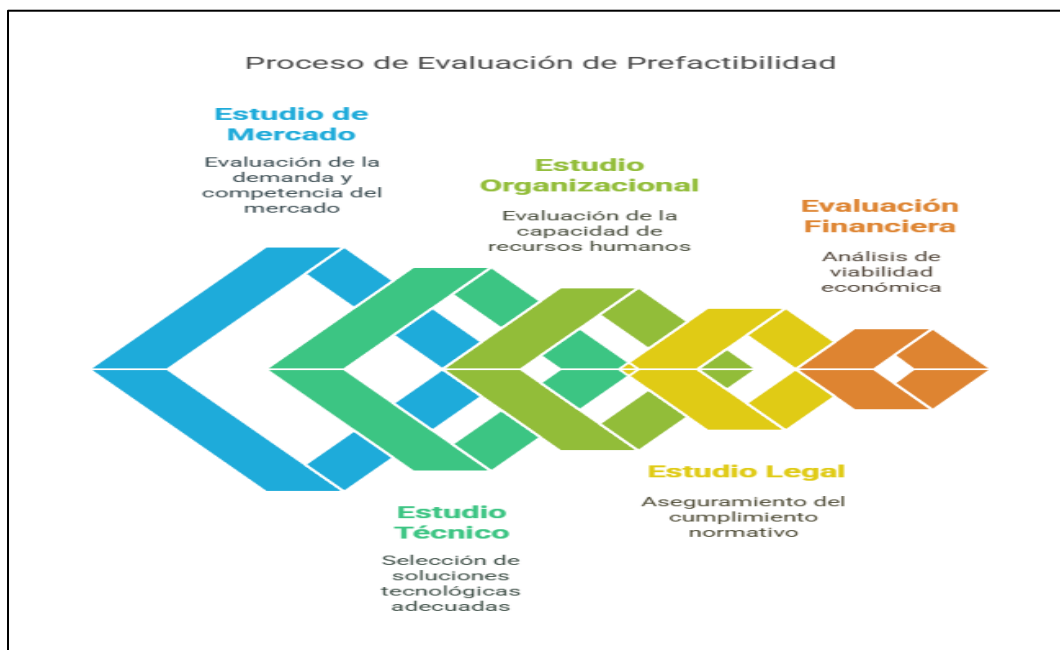 Proceso de Evaluación de Prefactibilidad
Estudio de
Mercado
Evaluación de la
demanda y
competencia del
mercado
Estudio
Organizacional
Evaluación de la
capacidad de
recursos humanos
Evaluación
Financiera
Análisis de
viabilidad
económica
Estudio
Técnico
Selección de
soluciones
tecnológicas
adecuadas
Estudio Legal
Aseguramiento del
cumplimiento
normativo